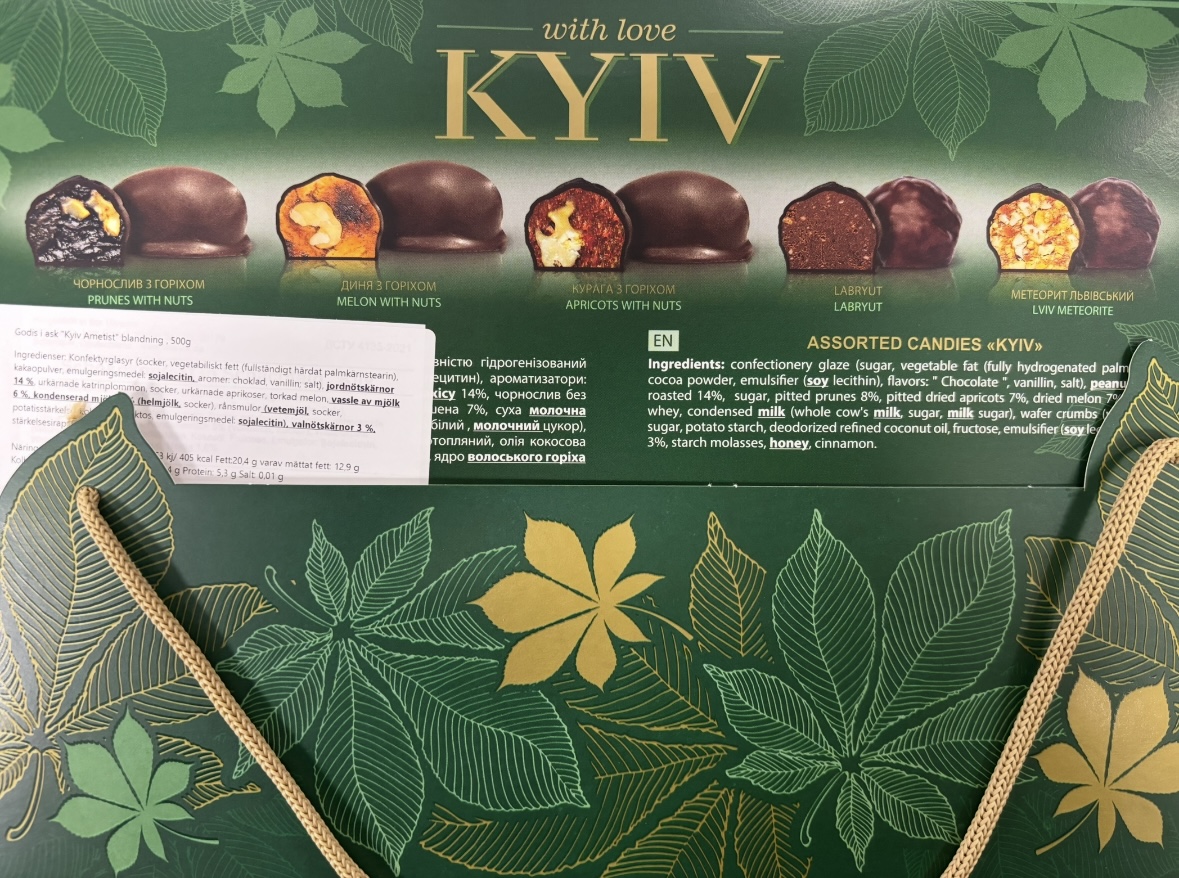 with love
KYIV
ЧОРНОСЛИВ З ГОРІХОМ
PRUNES WITH NUTS
ДИНЯ З ГОРІХОМ
MELON WITH NUTS
КУРАГА З ГОРІХОМ
APRICOTS WITH NUTS
LABRYUT
LABRYUT
МЕТЕОРИТ ЛЬВІВСЬКИЙ
LVIV METEORITE
Godis i ask "Kyiv Ametist" blandning , 500g
Ingredienser: Konfektyrglasyr (socker, vegetabiliskt fett (fullständigt härdat palmkarnstearin),
kakaopulver, emulgeringsmedel: sojalecitin, aromer: choklad, vanillin; salt), jordnötskärnor
14 %, urkärnade katrinplommon, socker, urkärnade aprikoser, torkad melon, vassle av mjölk
6 %, kondenserad (helmjölk, socker), rånsmulor (vetemjöl, socker,
emulgeringsmedel: sojalecitin), valnötskärnor 3 %,
kj/ 405 kcal Fett:20,4 g varav mättat fett: 12,9 g
4 g Protein: 5,3 g Salt: 0,01 g
гідрогенізований
ароматизатори:
14%, чорнослив без
7%, суха молочна
, молочний цукор),
олія кокосова
ядро волоського горіха
EN
ASSORTED CANDIES «KYIV»
Ingredients: confectionery glaze (sugar, vegetable fat (fully hydrogenated palm
cocoa powder, emulsifier (soy lecithin), flavors: " Chocolate ", vanillin, salt), peanu
roasted 14%, sugar, pitted prunes 8%, pitted dried apricots 7%, dried melon 7%
whey, condensed milk (whole cow's milk, sugar, milk sugar), wafer crumbs
sugar, potato starch, deodorized refined coconut oil, fructose, emulsifier (soy
3%, starch molasses, honey, cinnamon.